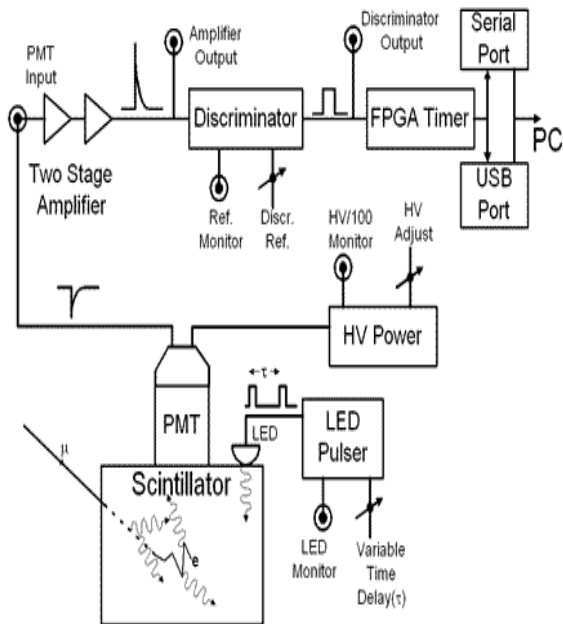 PMT
Input
Amplifier
Output
Discriminator
Output
Serial
Port
Discriminator
FPGA Timer
PC
Two Stage
Amplifier
Ref.
Monitor
Discr.
Ref.
USB
Port
HV/100
Monitor
HV
Adjust
HV Power
PMT
τ
LED
LED
Pulser
μ
Scintillator
e
LED
Monitor
Variable
Time
Delay(τ)